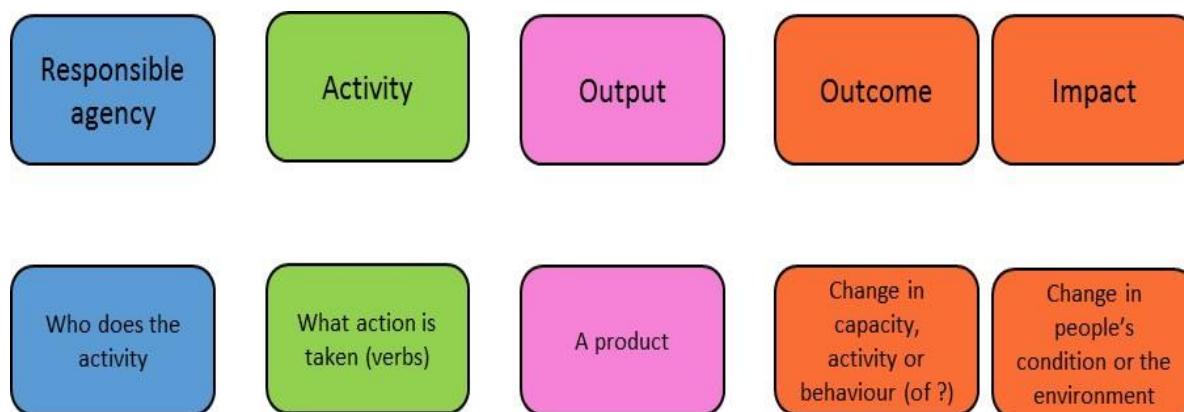 Responsible
agency
Activity
Output
Outcome
Impact
Who does the
activity
What action is
taken (verbs)
A product
Change in
capacity,
activity or
behaviour (of ?)
Change in
people's
condition or the
environment